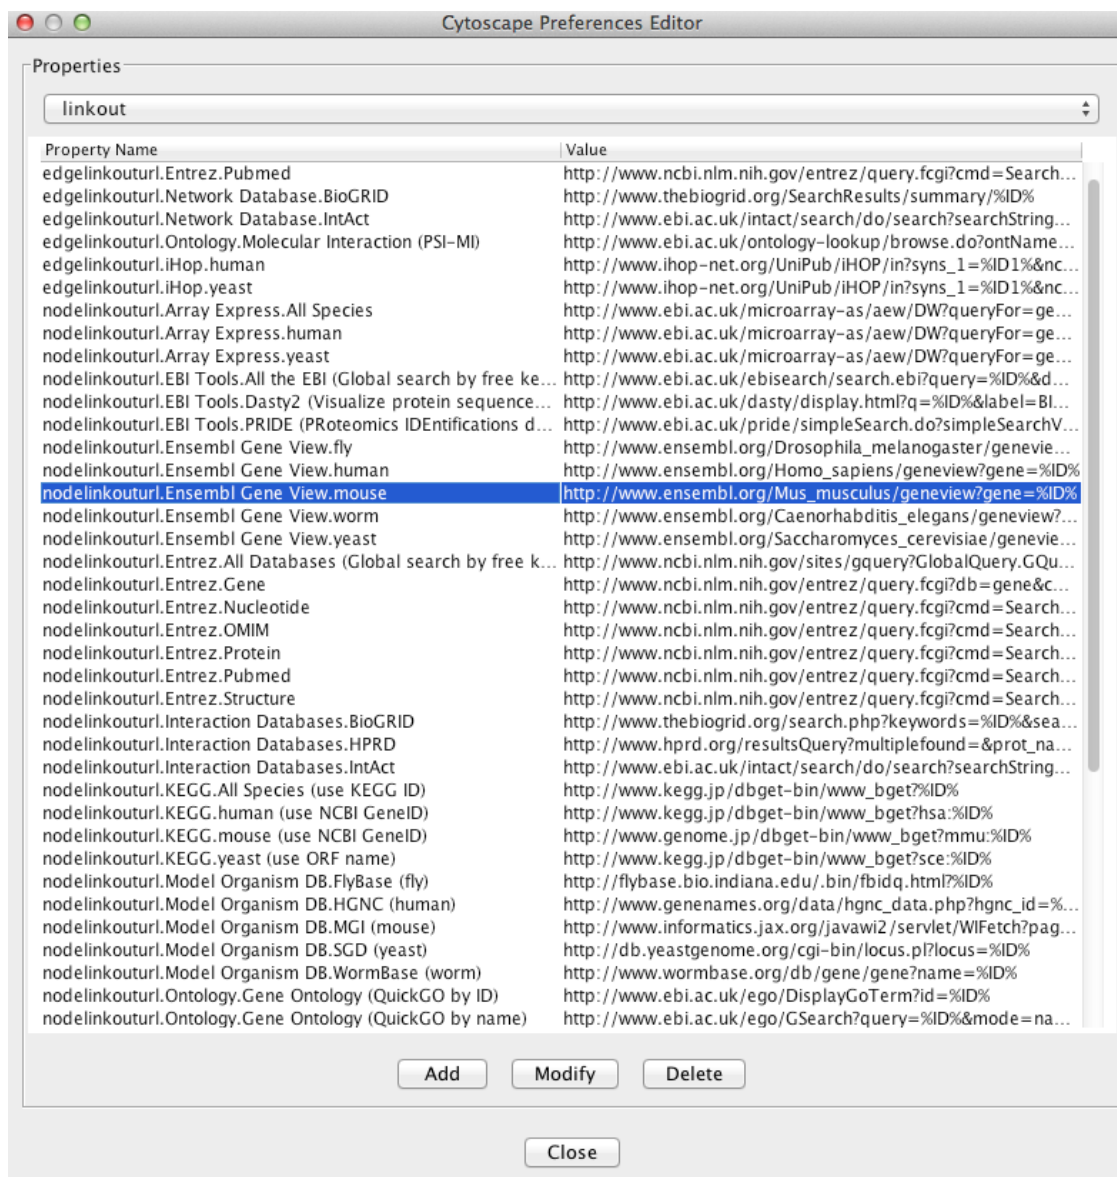 Cytoscape Preferences Editor
Properties
linkout
Property Name Value
edgelinkouturl.Entrez.Pubmed http://www.ncbi.nlm.nih.gov/entrez/query.fcgi?cmd=Search...
edgelinkouturl.Network Database.BioGRID http://www.thebiogrid.org/SearchResults/summary/%ID%
edgelinkouturl.Network Database.IntAct http://www.ebi.ac.uk/intact/search/do/search?searchString...
edgelinkouturl.Ontology.Molecular Interaction (PSI-MI) http://www.ebi.ac.uk/ontology-lookup/browse.do?ontName...
edgelinkouturl.iHop.human http://www.ihop-net.org/UniPub/iHOP/in?syns_1=%ID1%&nc...
edgelinkouturl.iHop.yeast http://www.ihop-net.org/UniPub/iHOP/in?syns_1=%ID1%&nc...
nodelinkouturl.Array Express.All Species http://www.ebi.ac.uk/microarray-as/aew/DW?queryFor=ge...
nodelinkouturl.Array Express.human http://www.ebi.ac.uk/microarray-as/aew/DW?queryFor=ge...
nodelinkouturl.Array Express.yeast http://www.ebi.ac.uk/microarray-as/aew/DW?queryFor=ge...
nodelinkouturl.EBI Tools.All the EBI (Global search by free ke... http://www.ebi.ac.uk/ebisearch/search.ebi?query=%ID%&d...
nodelinkouturl.EBI Tools.Dasty2 (Visualize protein sequence... http://www.ebi.ac.uk/dasty/display.html?q=%ID%&label=BI...
nodelinkouturl.EBI Tools.PRIDE (PRoteomics IDEntifications d... http://www.ebi.ac.uk/pride/simpleSearch.do?simpleSearchV...
nodelinkouturl.Ensembl Gene View.fly http://www.ensembl.org/Drosophila_melanogaster/genevie...
nodelinkouturl.Ensembl Gene View.human http://www.ensembl.org/Homo_sapiens/geneview?gene=%ID%
nodelinkouturl.Ensembl Gene View.mouse http://www.ensembl.org/Mus_musculus/geneview?gene=%ID%
nodelinkouturl.Ensembl Gene View.worm http://www.ensembl.org/Caenorhabditis_elegans/geneview?...
nodelinkouturl.Ensembl Gene View.yeast http://www.ensembl.org/Saccharomyces_cerevisiae/genevie...
nodelinkouturl.Entrez.All Databases (Global search by free k... http://www.ncbi.nlm.nih.gov/sites/gquery?GlobalQuery.GQu...
nodelinkouturl.Entrez.Gene http://www.ncbi.nlm.nih.gov/entrez/query.fcgi?db=gene&c...
nodelinkouturl.Entrez.Nucleotide http://www.ncbi.nlm.nih.gov/entrez/query.fcgi?cmd=Search...
nodelinkouturl.Entrez.OMIM http://www.ncbi.nlm.nih.gov/entrez/query.fcgi?cmd=Search...
nodelinkouturl.Entrez.Protein http://www.ncbi.nlm.nih.gov/entrez/query.fcgi?cmd=Search...
nodelinkouturl.Entrez.Pubmed http://www.ncbi.nlm.nih.gov/entrez/query.fcgi?cmd=Search...
nodelinkouturl.Entrez.Structure http://www.ncbi.nlm.nih.gov/entrez/query.fcgi?cmd=Search...
nodelinkouturl.Interaction Databases.BioGRID http://www.thebiogrid.org/search.php?keywords=%ID%&sea...
nodelinkouturl.Interaction Databases.HPRD http://www.hprd.org/resultsQuery?multiplefound=&prot_na...
nodelinkouturl.Interaction Databases.IntAct http://www.ebi.ac.uk/intact/search/do/search?searchString...
nodelinkouturl.KEGG.All Species (use KEGG ID) http://www.kegg.jp/dbget-bin/www_bget?%ID%
nodelinkouturl.KEGG.human (use NCBI GeneID) http://www.kegg.jp/dbget-bin/www_bget?hsa:%ID%
nodelinkouturl.KEGG.mouse (use NCBI GeneID) http://www.genome.jp/dbget-bin/www_bget?mmu:%ID%
nodelinkouturl.KEGG.yeast (use ORF name) http://www.kegg.jp/dbget-bin/www_bget?sce:%ID%
nodelinkouturl.Model Organism DB.FlyBase (fly) http://flybase.bio.indiana.edu/.bin/fbidq.html?%ID%
nodelinkouturl.Model Organism DB.HGNC (human) http://www.genenames.org/data/hgnc_data.php?hgnc_id=%...
nodelinkouturl.Model Organism DB.MGI (mouse) http://www.informatics.jax.org/javawi2/servlet/WIFetch?pag...
nodelinkouturl.Model Organism DB.SGD (yeast) http://db.yeastgenome.org/cgi-bin/locus.pl?locus=%ID%
nodelinkouturl.Model Organism DB.WormBase (worm) http://www.wormbase.org/db/gene/gene?name=%ID%
nodelinkouturl.Ontology.Gene Ontology (QuickGO by ID) http://www.ebi.ac.uk/ego/DisplayGoTerm?id=%ID%
nodelinkouturl.Ontology.Gene Ontology (QuickGO by name) http://www.ebi.ac.uk/ego/GSearch?query=%ID%&mode=na...
Add Modify Delete
Close